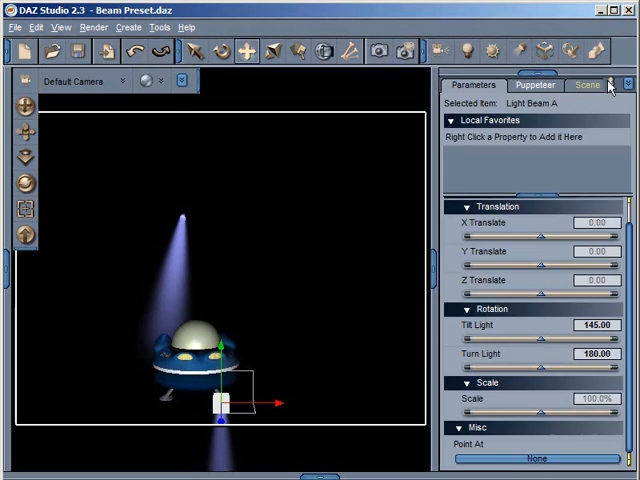 DAZ Studio 2.3 - Beam Preset.daz
File Edit View Render Create Tools Help
Default Camera
Parameters Puppeteer Scene
Selected Item: Light Beam A
Local Favorites
Right Click a Property to Add it Here
Translation
X Translate 0.00
Y Translate 0.00
Z Translate 0.00
Rotation
Tilt Light 145.00
Turn Light 180.00
Scale
Scale 100.0%
Misc
Point At
None